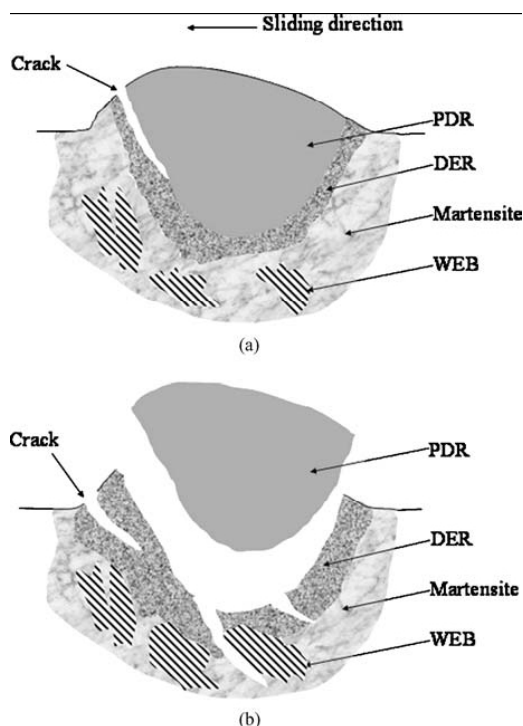 Sliding direction
Crack
PDR
DER
Martensite
WEB
(a)
Crack
PDR
DER
Martensite
WEB
(b)